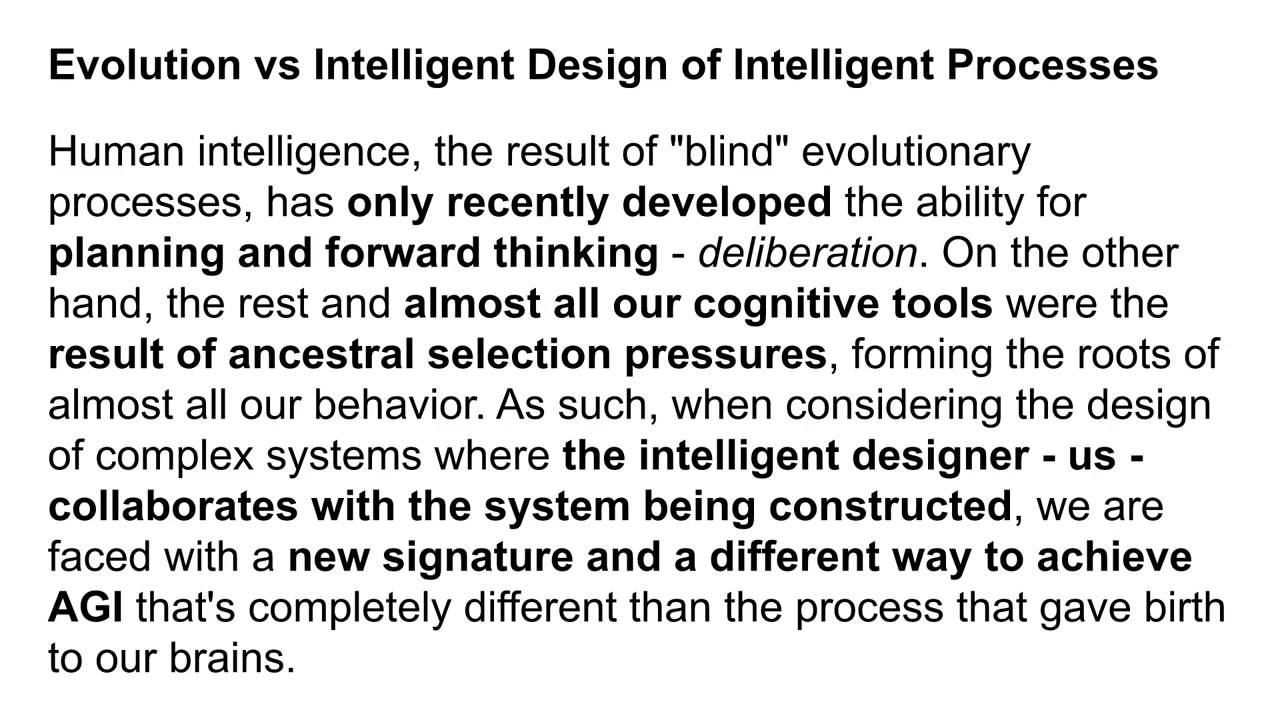 Evolution vs Intelligent Design of Intelligent Processes
Human intelligence, the result of "blind" evolutionary
processes, has only recently developed the ability for
planning and forward thinking - deliberation. On the other
hand, the rest and almost all our cognitive tools were the
result of ancestral selection pressures, forming the roots of
almost all our behavior. As such, when considering the design
of complex systems where the intelligent designer - us -
collaborates with the system being constructed, we are
faced with a new signature and a different way to achieve
AGI that's completely different than the process that gave birth
to our brains.